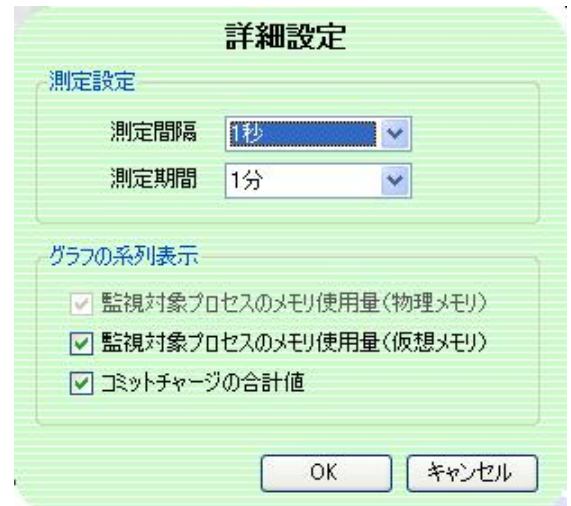 詳細設定
測定設定
測定間隔 1秒
測定期間 1分
グラフの系列表示
監視対象プロセスのメモリ使用量(物理メモリ)
監視対象プロセスのメモリ使用量(仮想メモリ)
コミットチャージの合計値
OK キャンセル